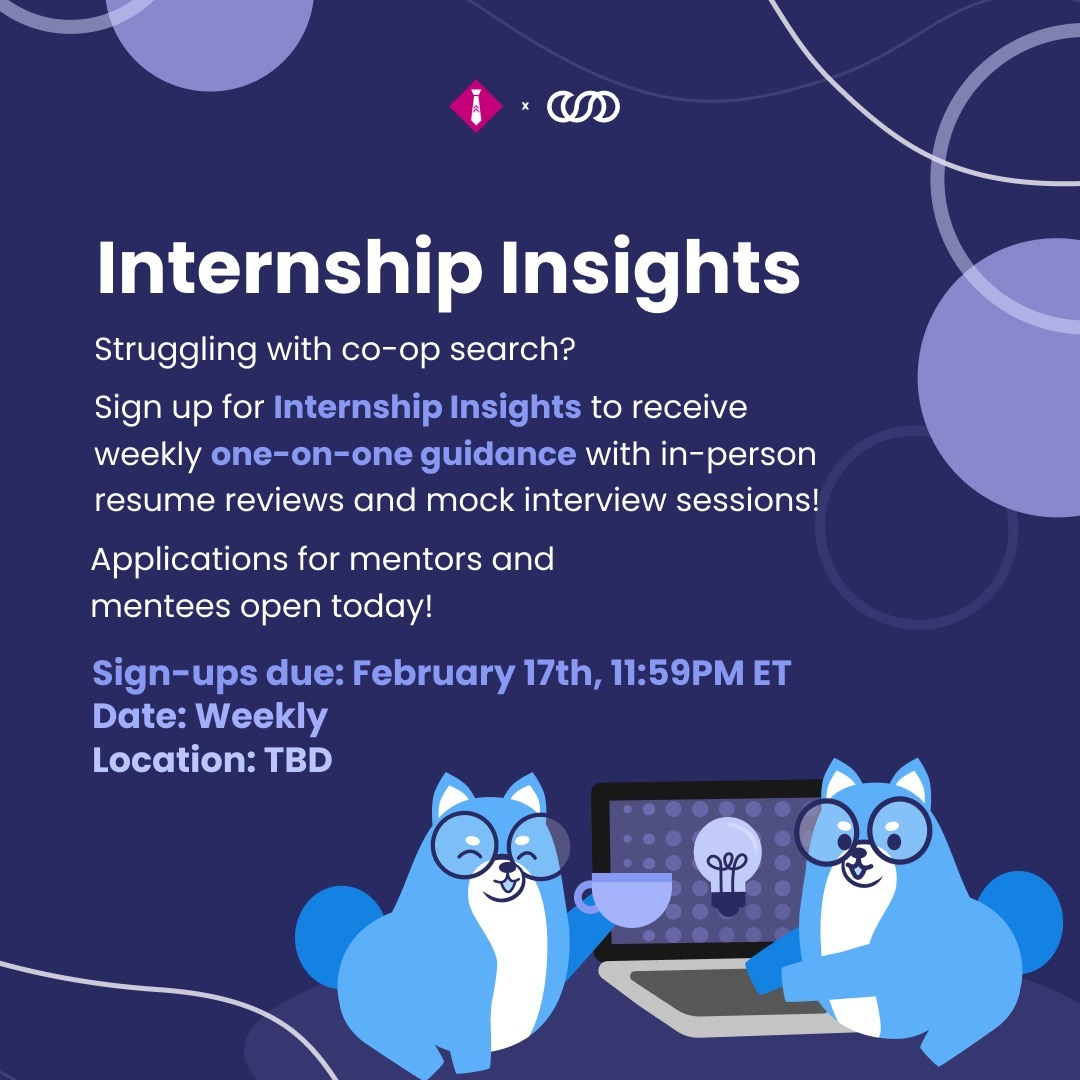 x
Internship Insights
Struggling with co-op search?
Sign up for Internship Insights to receive
weekly one-on-one guidance with in-person
resume reviews and mock interview sessions!
Applications for mentors and
mentees open today!
Sign-ups due: February 17th, 11:59PM ET
Date: Weekly
Location: TBD